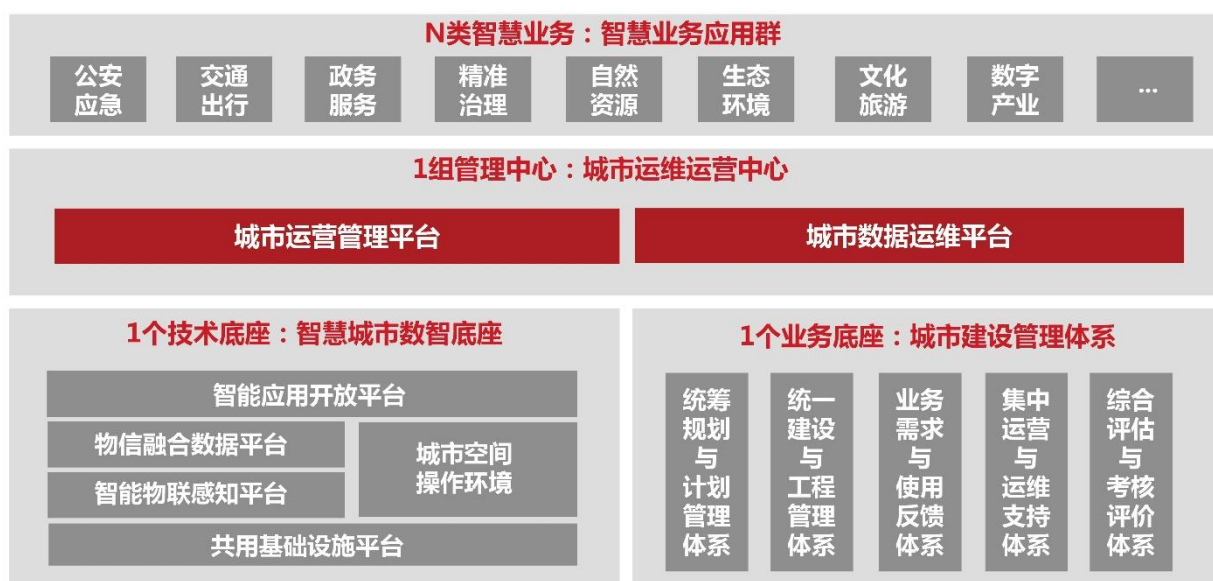 N类智慧业务：智慧业务应用群
公安
应急
交通
出行
政务
服务
精准
治理
自然
资源
生态
环境
文化
旅游
数字
产业
...
1组管理中心：城市运维运营中心
城市运营管理平台
城市数据运维平台
1个技术底座：智慧城市数智底座
智能应用开放平台
物信融合数据平台
智能物联感知平台
城市空间
操作环境
共用基础设施平台
1个业务底座：城市建设管理体系
统筹
规划
与
计划
管理
体系
统一
建设
与
工程
管理
体系
业务
需求
与
使用
反馈
体系
集中
运营
与
运维
支持
体系
综合
评估
与
考核
评价
体系